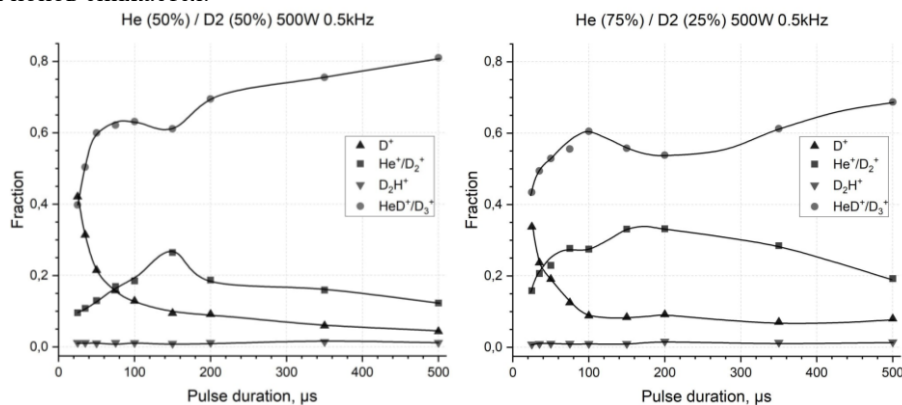 He (50%) / D2 (50%) 500W 0.5kHz
0,8
0,6
0,4
0,2
0,0
Fraction
D⁺
He⁺/D₂⁺
D₂H⁺
HeD⁺/D₃⁺
0 100 200 300 400 500
Pulse duration, µs
He (75%) / D2 (25%) 500W 0.5kHz
0,8
0,6
0,4
0,2
0,0
Fraction
D⁺
He⁺/D₂⁺
D₂H⁺
HeD⁺/D₃⁺
0 100 200 300 400 500
Pulse duration, µs